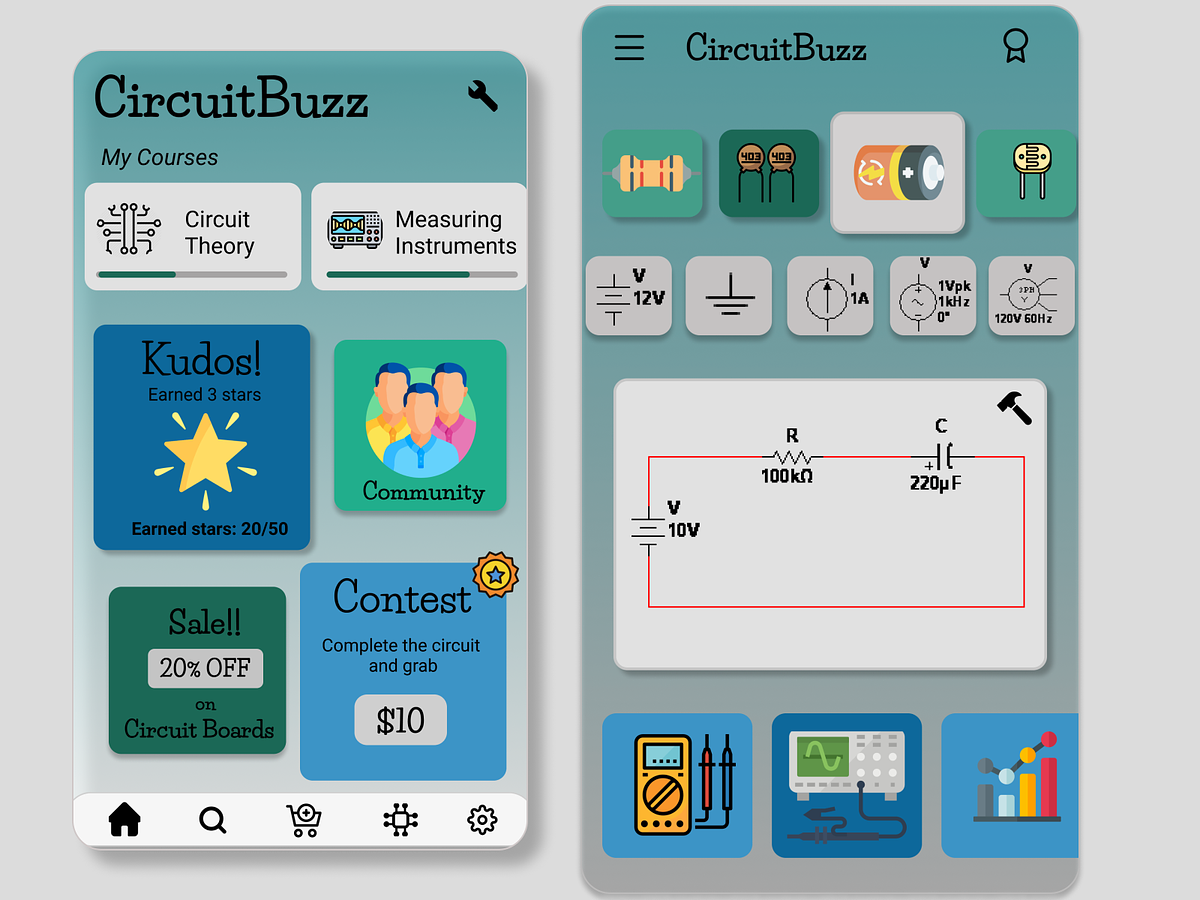 CircuitBuzz
My Courses
Circuit
Theory
Measuring
Instruments
Kudos!
Earned 3 stars
Earned stars: 20/50
Community
Sale!!
20% OFF
on
Circuit Boards
Contest
Complete the circuit
and grab
$10
CircuitBuzz
403 403
V
12V
I
1A
V
1Vpk
1kHz
0°
V
3PH
Y
120V 60Hz
R
100kΩ
C
+
220µF
V
10V